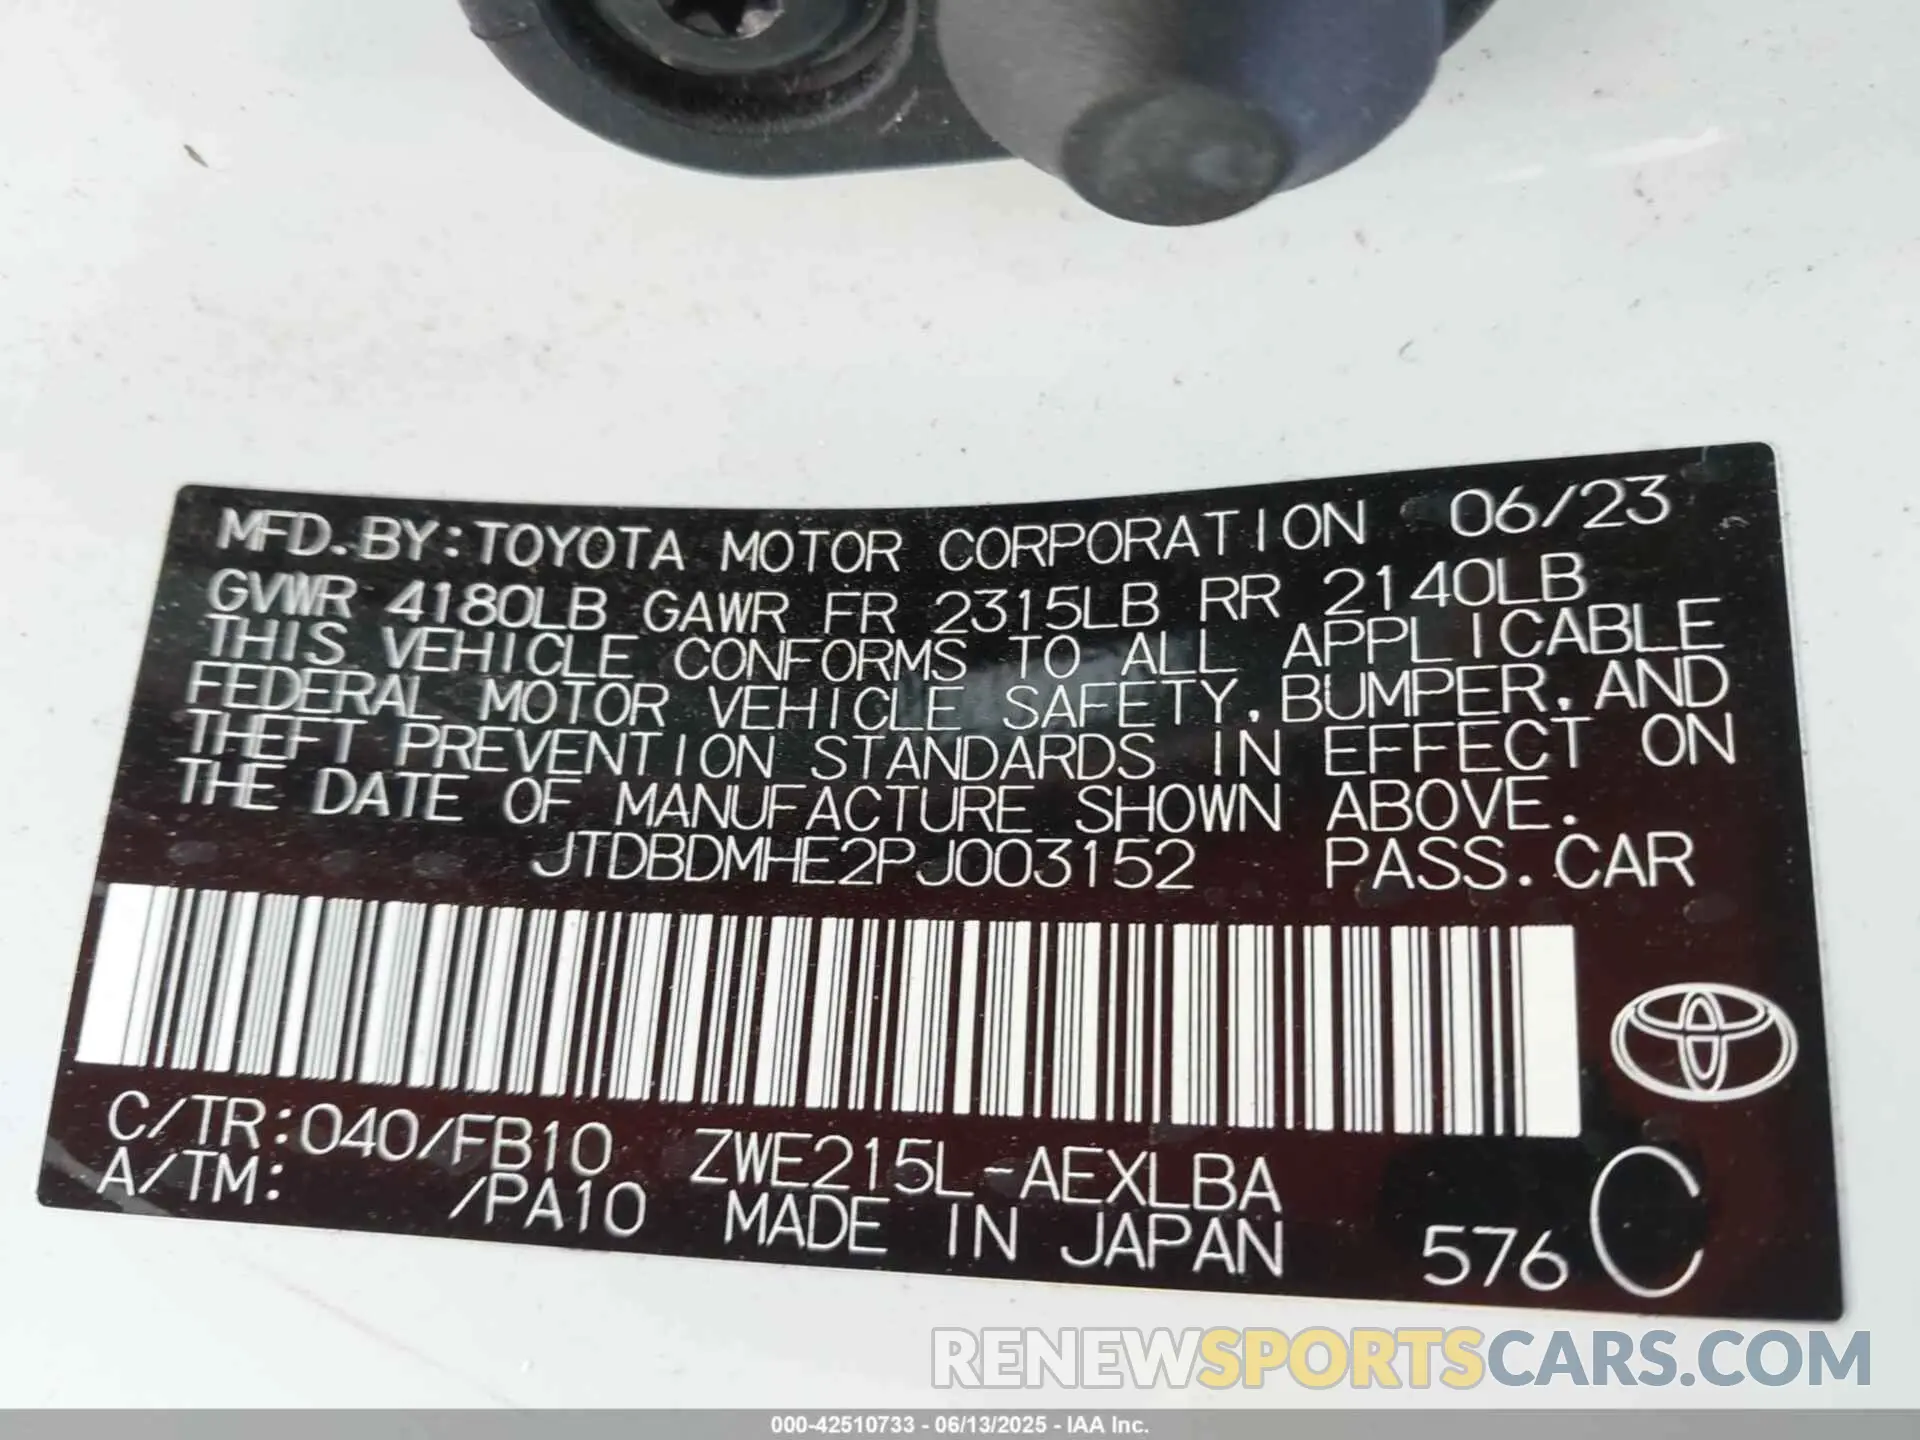 MFD.BY:TOYOTA MOTOR CORPORATION 06/23
GVWR 4180LB GAWR FR 2315LB RR 2140LB
THIS VEHICLE CONFORMS TO ALL APPLICABLE
FEDERAL MOTOR VEHICLE SAFETY, BUMPER, AND
THEFT PREVENTION STANDARDS IN EFFECT ON
THE DATE OF MANUFACTURE SHOWN ABOVE.
JTDBDMHE2PJ003152 PASS.CAR
C/TR:040/FB10 ZWE215L-AEXLBA
A/TM: /PA10 MADE IN JAPAN 576 C
RENEWSPORTSCARS.COM
000-42510733 - 06/13/2025 - IAA Inc.